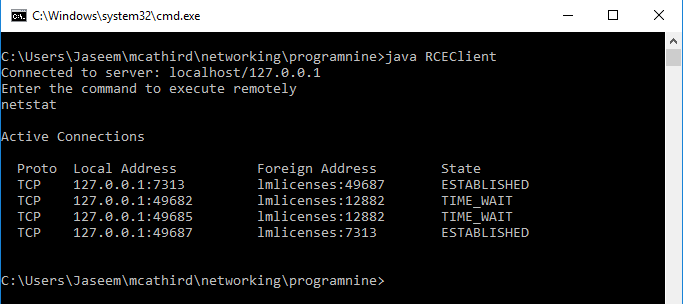 C:\Windows\system32\cmd.exe
C:\Users\Jaseem\mcathird\networking\programnine>java RCEClient
Connected to server: localhost/127.0.0.1
Enter the command to execute remotely
netstat
Active Connections
Proto  Local Address          Foreign Address        State
TCP    127.0.0.1:7313         lmlicenses:49687       ESTABLISHED
TCP    127.0.0.1:49682        lmlicenses:12882       TIME_WAIT
TCP    127.0.0.1:49685        lmlicenses:12882       TIME_WAIT
TCP    127.0.0.1:49687        lmlicenses:7313        ESTABLISHED
C:\Users\Jaseem\mcathird\networking\programnine>